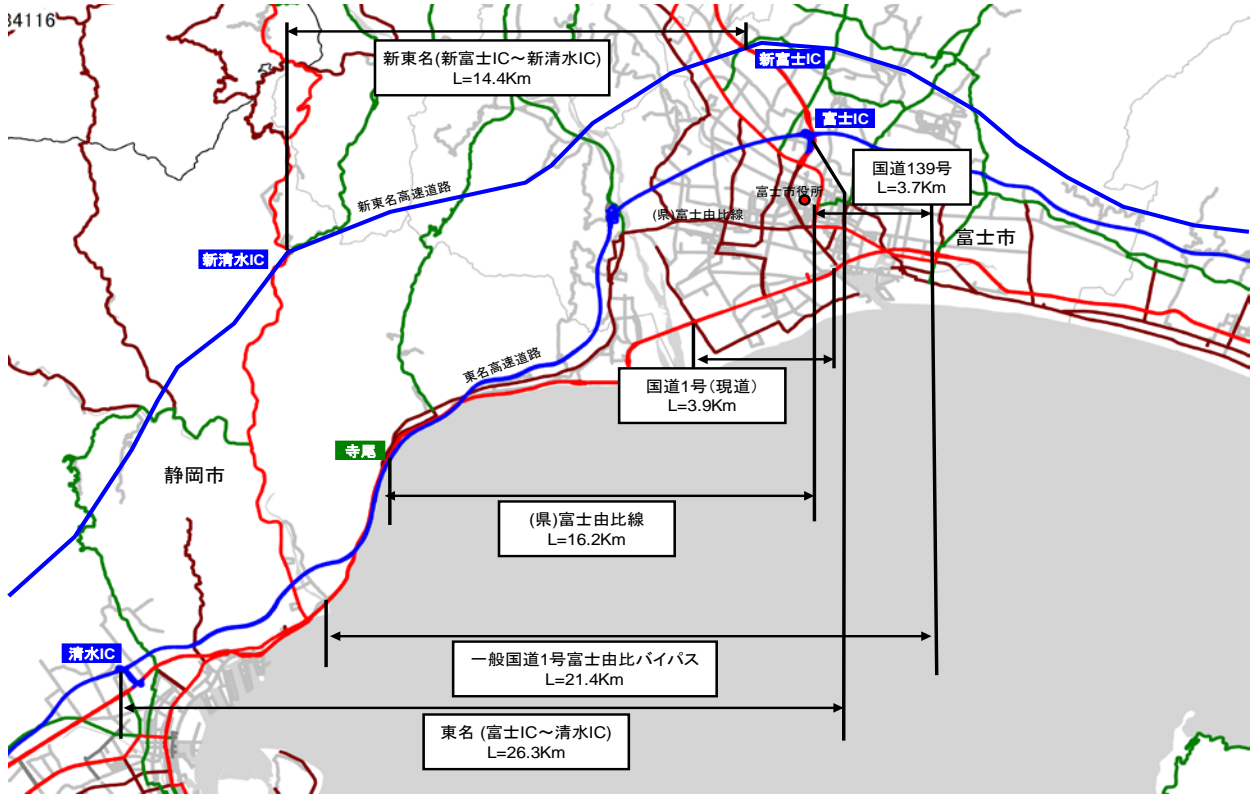 34116
新東名(新富士IC～新清水IC)
L=14.4Km
新富士IC
富士IC
国道139号
L=3.7Km
富士市役所
新東名高速道路
(県)富士由比線
富士市
新清水IC
東名高速道路
国道1号(現道)
L=3.9Km
寺尾
静岡市
(県)富士由比線
L=16.2Km
清水IC
一般国道1号富士由比バイパス
L=21.4Km
東名 (富士IC～清水IC)
L=26.3Km